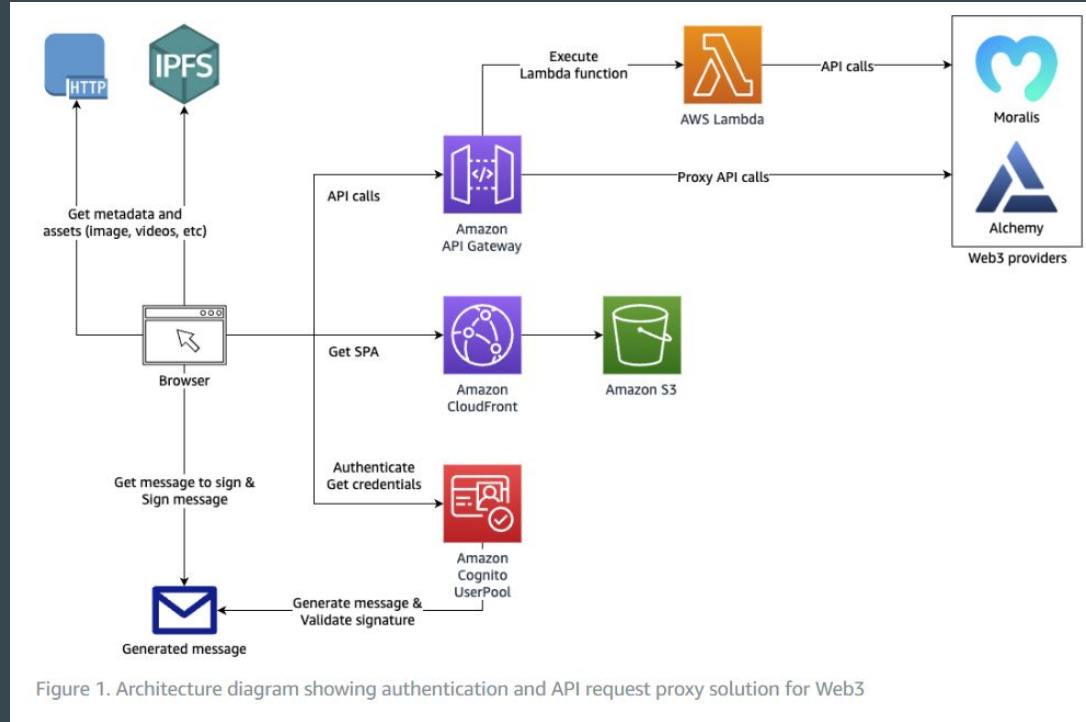 HTTP
IPFS
Execute
Lambda function
API calls
AWS Lambda
Moralis
Alchemy
Web3 providers
API calls
Amazon
API Gateway
Proxy API calls
Get metadata and
assets (image, videos, etc)
Browser
Get SPA
Amazon
CloudFront
Amazon S3
Authenticate
Get credentials
Amazon
Cognito
UserPool
Get message to sign &
Sign message
Generate message &
Validate signature
Generated message
Figure 1. Architecture diagram showing authentication and API request proxy solution for Web3